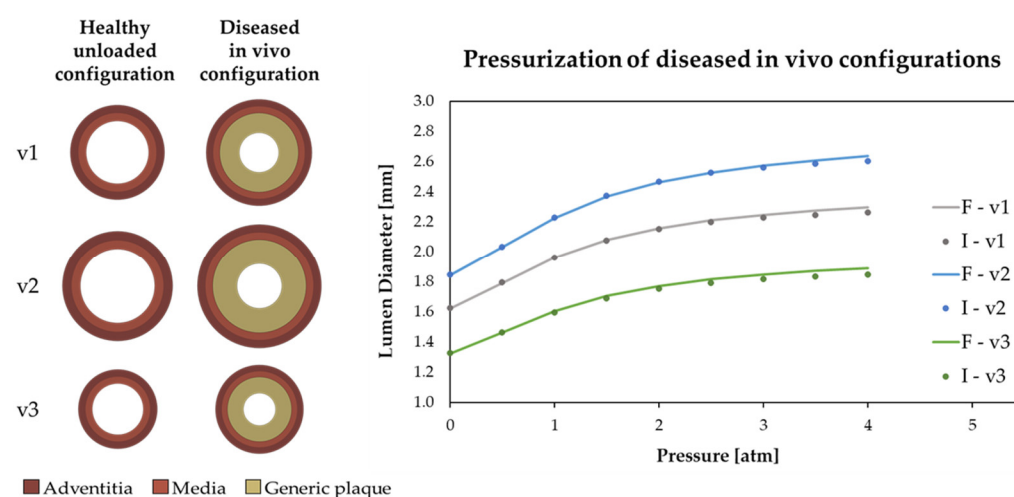 Healthy
unloaded
configuration
Diseased
in vivo
configuration
v1
v2
v3
Adventitia
Media
Generic plaque
Pressurization of diseased in vivo configurations
Lumen Diameter [mm]
3.0
2.8
2.6
2.4
2.2
2.0
1.8
1.6
1.4
1.2
1.0
0
1
2
3
4
5
Pressure [atm]
F - v1
I - v1
F - v2
I - v2
F - v3
I - v3